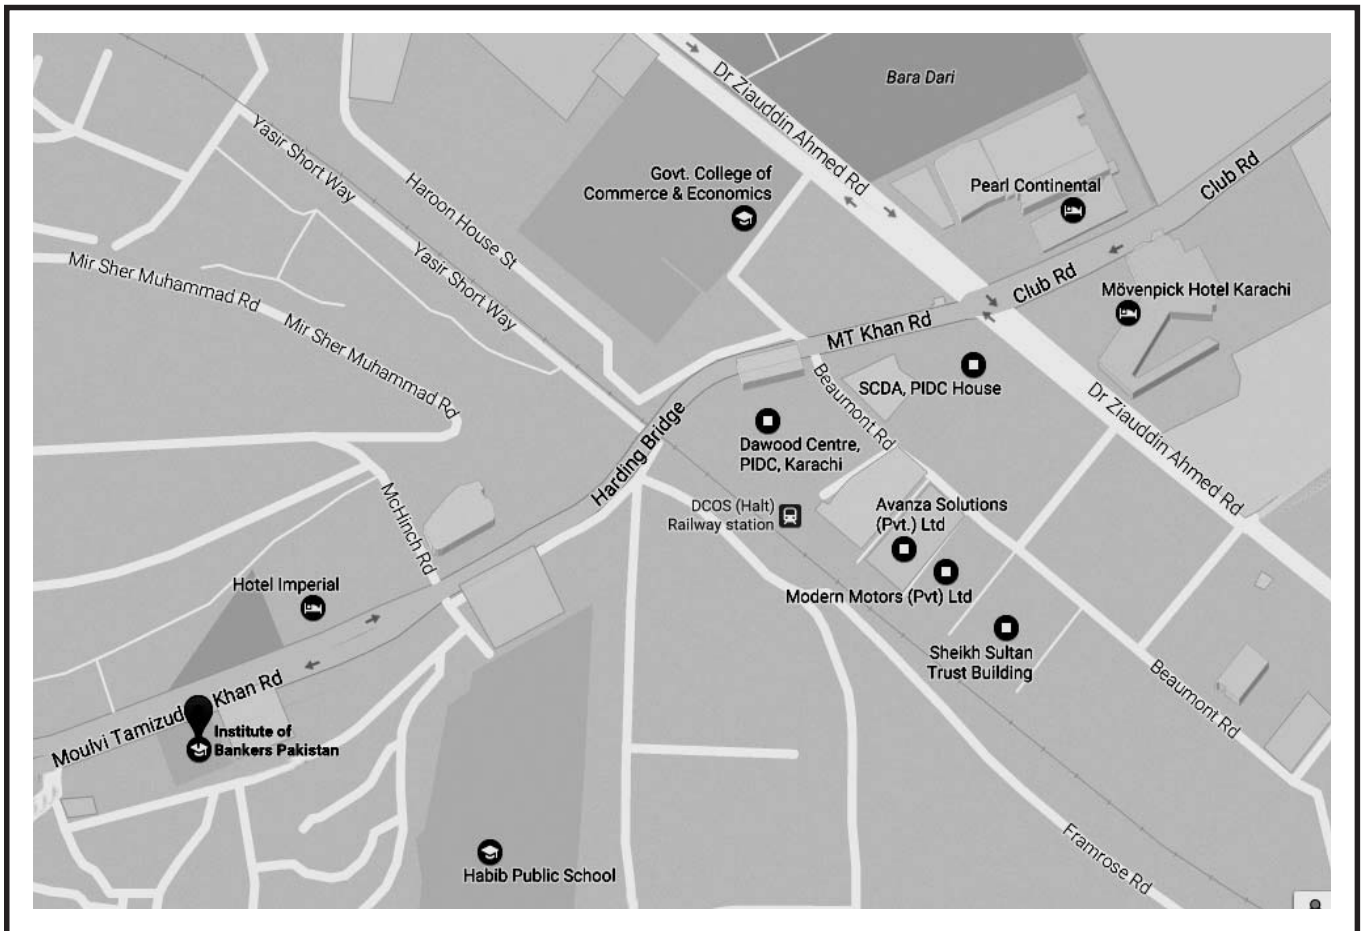 Bara Dari
Dr Ziauddin Ahmed Rd
Yasir Short Way
Haroon House St
Govt. College of
Commerce & Economics
Pearl Continental
Club Rd
Mir Sher Muhammad Rd
Yasir Short Way
Club Rd
Mövenpick Hotel Karachi
Mir Sher Muhammad Rd
MT Khan Rd
SCDA, PIDC House
Beaumont Rd
Dr Ziauddin Ahmed Rd
Harding Bridge
Dawood Centre,
PIDC, Karachi
McHinch Rd
DCOS (Halt)
Railway station
Avanza Solutions
(Pvt.) Ltd
Hotel Imperial
Modern Motors (Pvt) Ltd
Sheikh Sultan
Trust Building
Beaumont Rd
Moulvi Tamizud
Khan Rd
Institute of
Bankers Pakistan
Framrose Rd
Habib Public School